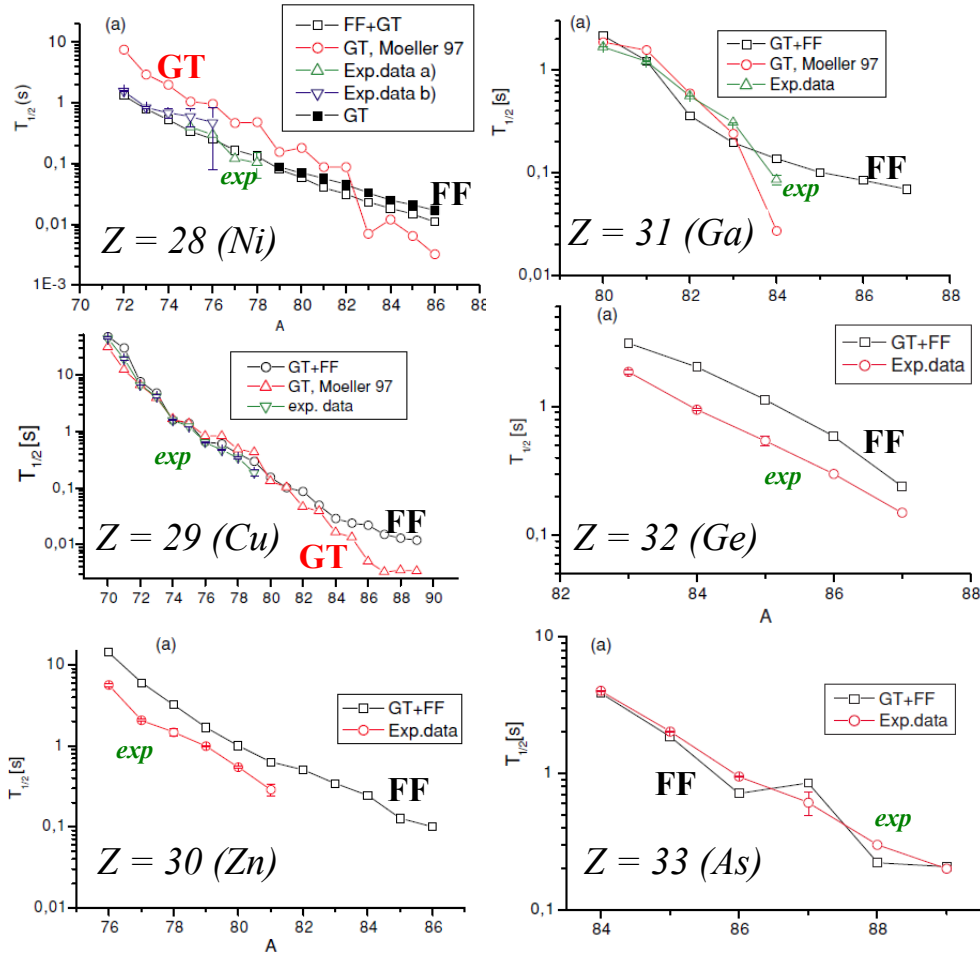 (a)
FF+GT
GT, Moeller 97
Exp.data a)
Exp.data b)
GT
GT
exp
FF
Z = 28 (Ni)
T1/2 (s)
10
1
0,1
0,01
1E-3
70 72 74 76 78 80 82 84 86 88
A
(a)
GT+FF
GT, Moeller 97
Exp.data
FF
exp
Z = 31 (Ga)
T1/2 [s]
1
0,1
0,01
80 82 84 86 88
GT+FF
GT, Moeller 97
exp. data
exp
FF
GT
Z = 29 (Cu)
T1/2 [s]
10
1
0,1
0,01
70 72 74 76 78 80 82 84 86 88 90
(a)
GT+FF
Exp.data
FF
exp
Z = 32 (Ge)
T1/2 [s]
1
0,1
82 84 86 88
A
(a)
GT+FF
Exp.data
exp
FF
Z = 30 (Zn)
T1/2 [s]
10
1
0,1
0,01
76 78 80 82 84 86
A
(a)
GT+FF
Exp.data
FF
exp
Z = 33 (As)
T1/2 [s]
4
1
0,1
84 86 88